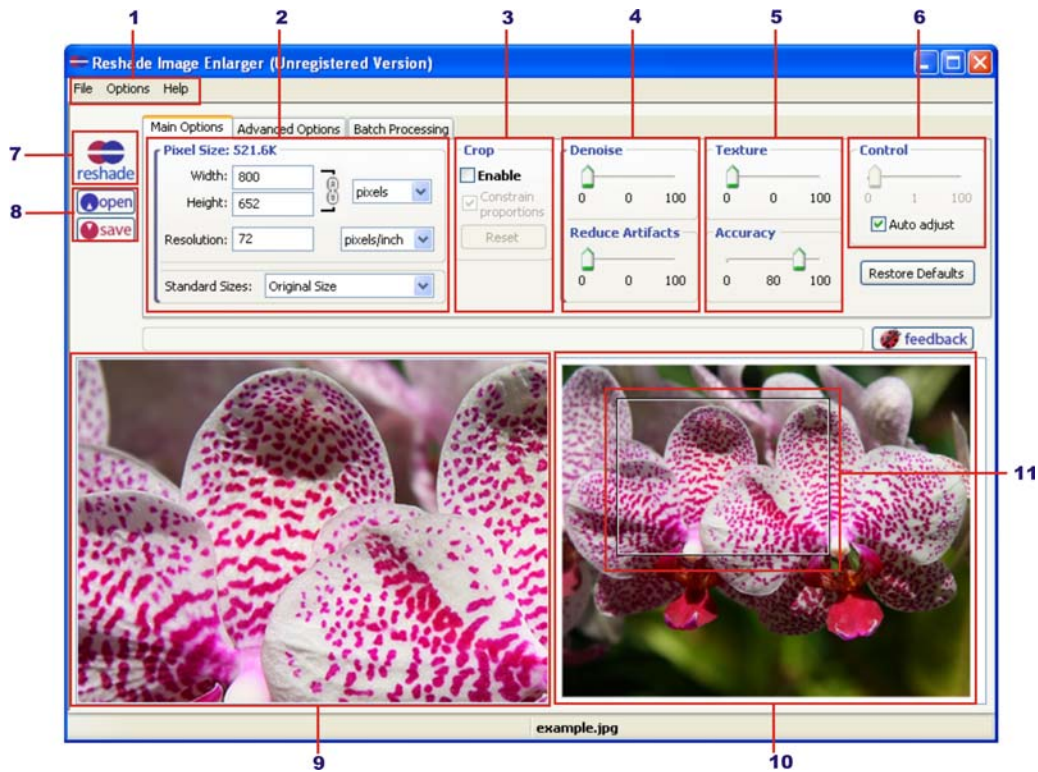 1 2 3 4 5 6
Reshade Image Enlarger (Unregistered Version)
File Options Help
Main Options Advanced Options Batch Processing
7
reshade
8
open
save
Pixel Size: 521.6K
Width: 800
Height: 652
pixels
Resolution: 72 pixels/inch
Standard Sizes: Original Size
Crop
Enable
Constrain
proportions
Reset
Denoise
0 0 100
Reduce Artifacts
0 0 100
Texture
0 0 100
Accuracy
0 80 100
Control
0 1 100
Auto adjust
Restore Defaults
feedback
11
example.jpg
9 10